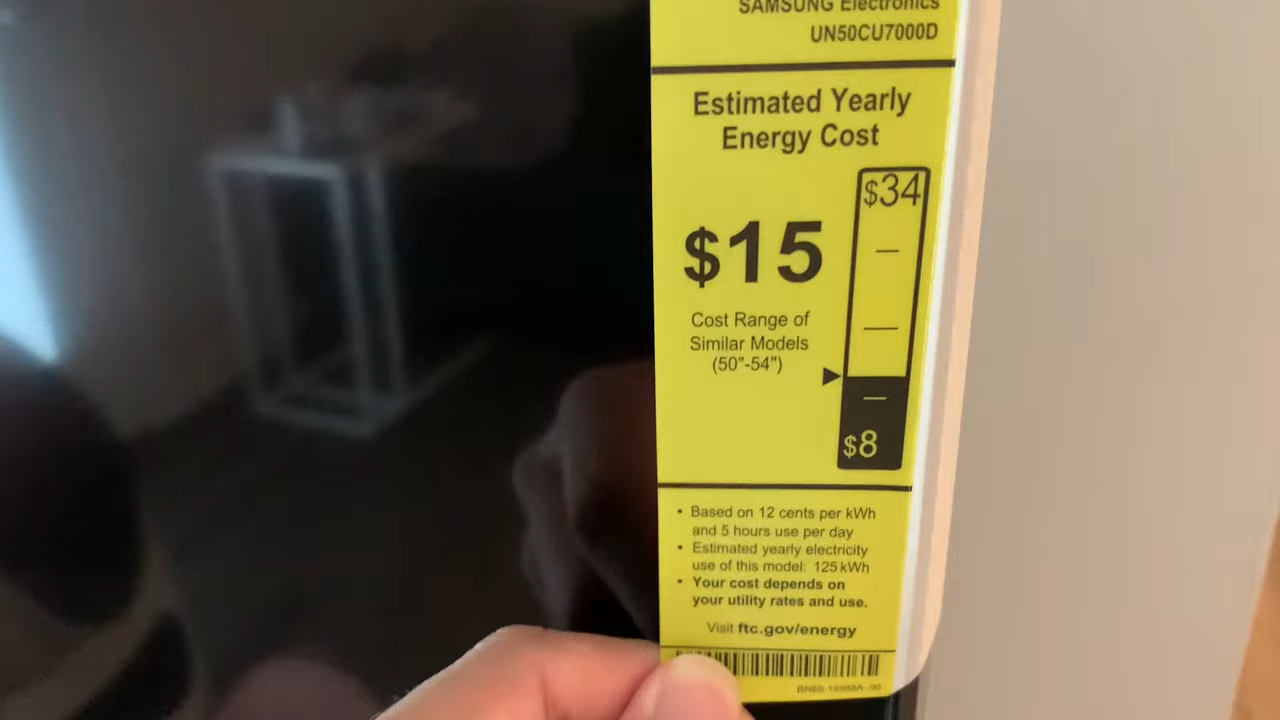 SAMSUNG Electronics
UN50CU7000D
Estimated Yearly
Energy Cost
$34
$15
Cost Range of
Similar Models
(50"-54")
$8
• Based on 12 cents per kWh
and 5 hours use per day
• Estimated yearly electricity
use of this model: 125 kWh
• Your cost depends on
your utility rates and use.
Visit ftc.gov/energy